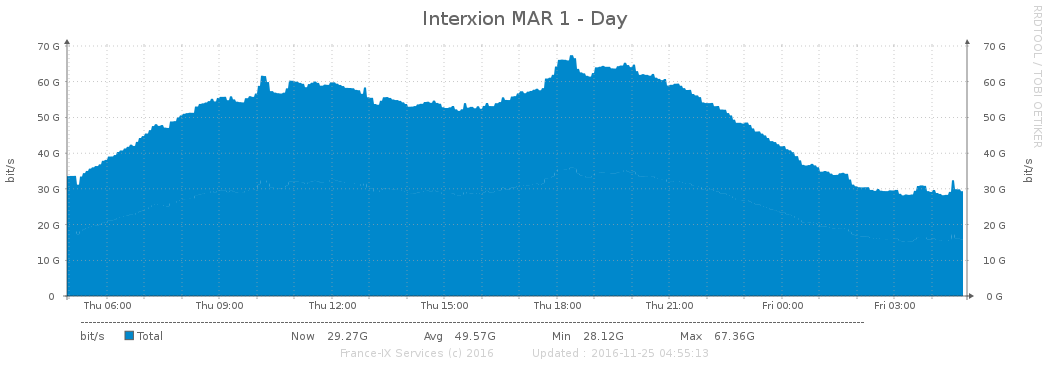 Interxion MAR 1 - Day
RRDTOOL / TOBI OETIKER
70 G 70 G
60 G 60 G
50 G 50 G
40 G 40 G
30 G 30 G
20 G 20 G
10 G 10 G
0 0 G
bit/s bit/s
Thu 06:00 Thu 09:00 Thu 12:00 Thu 15:00 Thu 18:00 Thu 21:00 Fri 00:00 Fri 03:00
bit/s Total Now 29.27G Avg 49.57G Min 28.12G Max 67.36G
France-IX Services (c) 2016 Updated : 2016-11-25 04:55:13